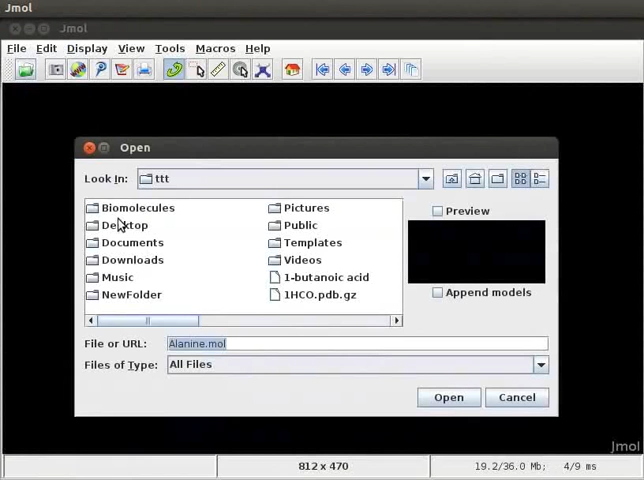 Jmol
Jmol
File Edit Display View Tools Macros Help
Open
Look In: ttt
Biomolecules Pictures
Desktop Public
Documents Templates
Downloads Videos
Music 1-butanoic acid
NewFolder 1HCO.pdb.gz
Preview
Append models
File or URL: Alanine.mol
Files of Type: All Files
Open Cancel
Jmol
812 x 470 19.2/36.0 Mb; 4/9 ms